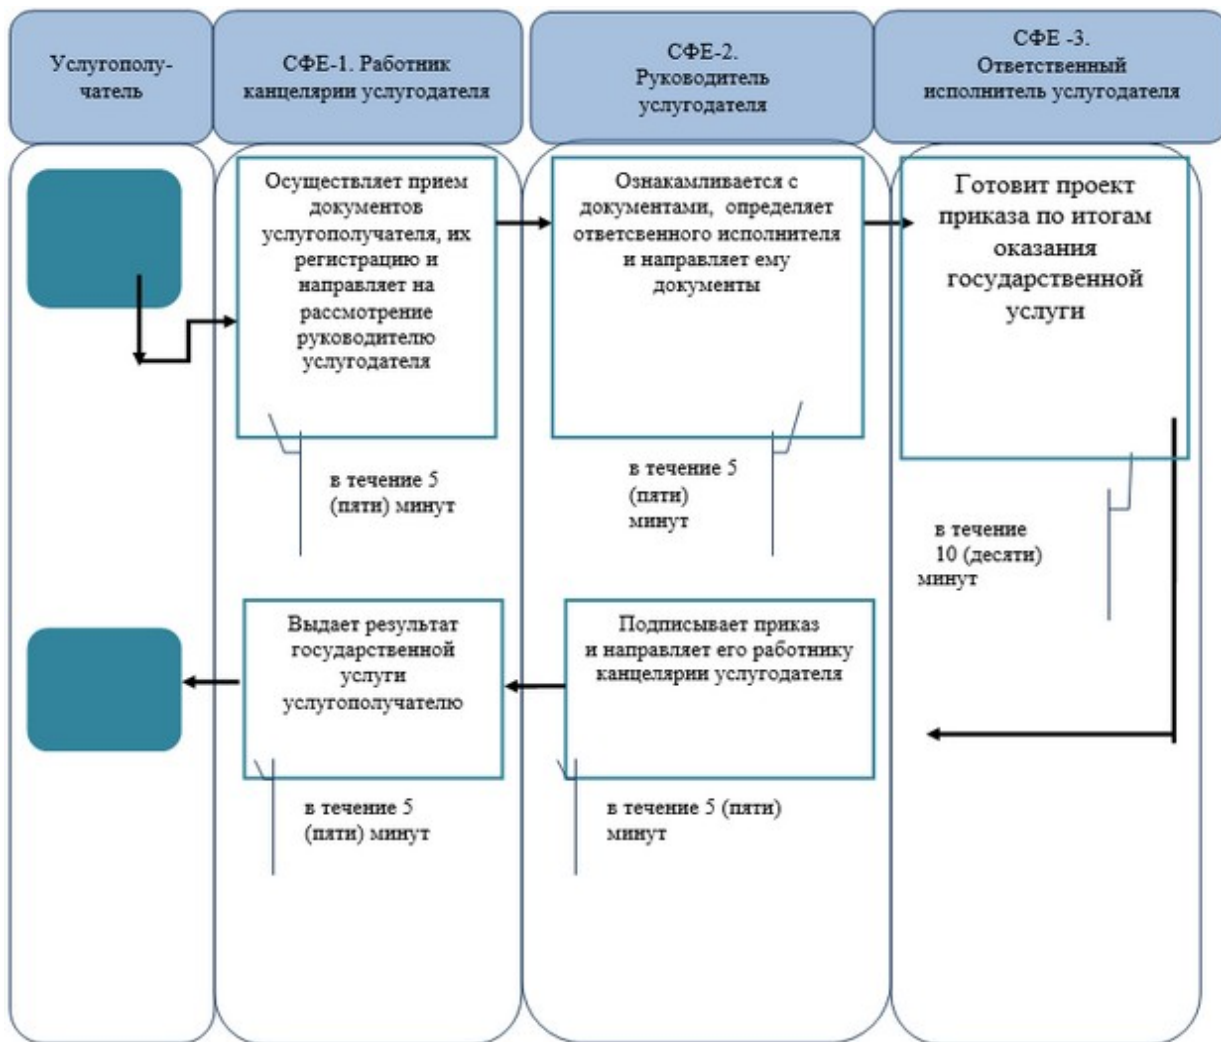 Услугополу-
чатель
СФЕ-1. Работник
канцелярии услугодателя
СФЕ-2.
Руководитель
услугодателя
СФЕ -3.
Ответственный
исполнитель услугодателя
Осуществляет прием
документов
услугополучателя, их
регистрацию и
направляет на
рассмотрение
руководителю
услугодателя
Ознакамливается с
документами, определяет
ответсвенного исполнителя
и направляет ему
документы
Готовит проект
приказа по итогам
оказания
государственной
услуги
в течение 5
(пяти) минут
в течение 5
(пяти)
минут
в течение
10 (десяти)
минут
Выдает результат
государственной
услуги
услугополучателю
Подписывает приказ
и направляет его работнику
канцелярии услугодателя
в течение 5
(пяти) минут
в течение 5 (пяти)
минут